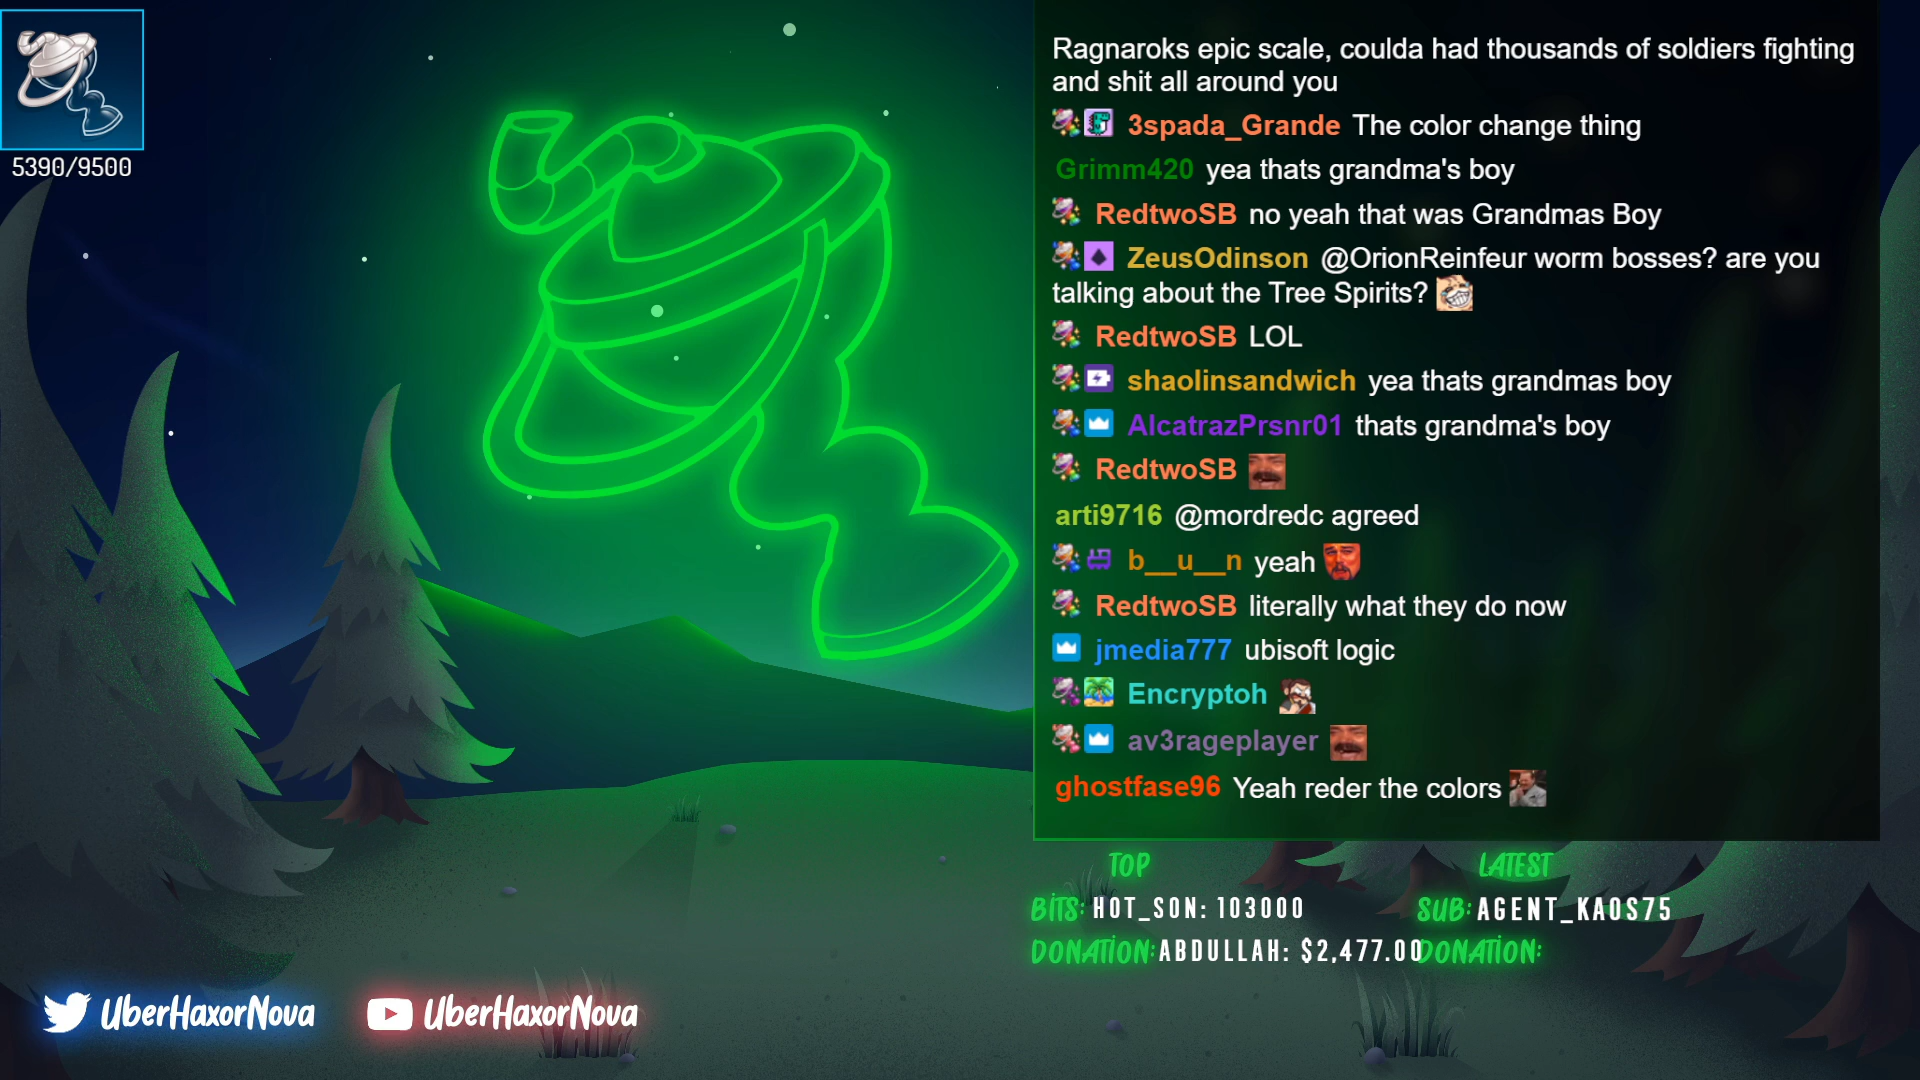 5390/9500
Ragnaroks epic scale, coulda had thousands of soldiers fighting
and shit all around you
3spada_Grande The color change thing
Grimm420 yea thats grandma's boy
RedtwoSB no yeah that was Grandmas Boy
ZeusOdinson @OrionReinfeur worm bosses? are you
talking about the Tree Spirits?
RedtwoSB LOL
shaolinsandwich yea thats grandmas boy
AlcatrazPrsnr01 thats grandma's boy
RedtwoSB
arti9716 @mordredc agreed
b__u__n yeah
RedtwoSB literally what they do now
jmedia777 ubisoft logic
Encryptoh
av3rageplayer
ghostfase96 Yeah reder the colors
TOP
BITS: HOT_SON: 103000
DONATION: ABDULLAH: $2,477.00
LATEST
SUB: AGENT_KAOS75
DONATION:
UberHaxorNova
UberHaxorNova